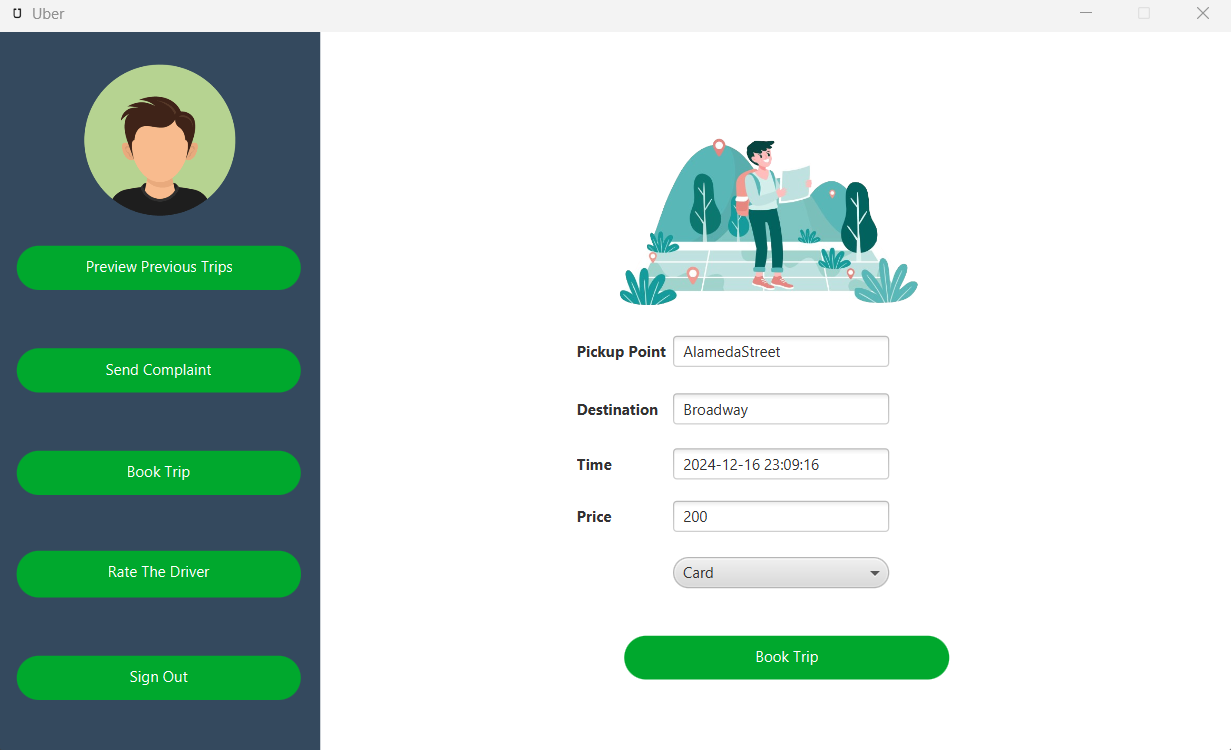 Uber
Preview Previous Trips
Send Complaint
Book Trip
Rate The Driver
Sign Out
Pickup Point AlamedaStreet
Destination Broadway
Time 2024-12-16 23:09:16
Price 200
Card
Book Trip